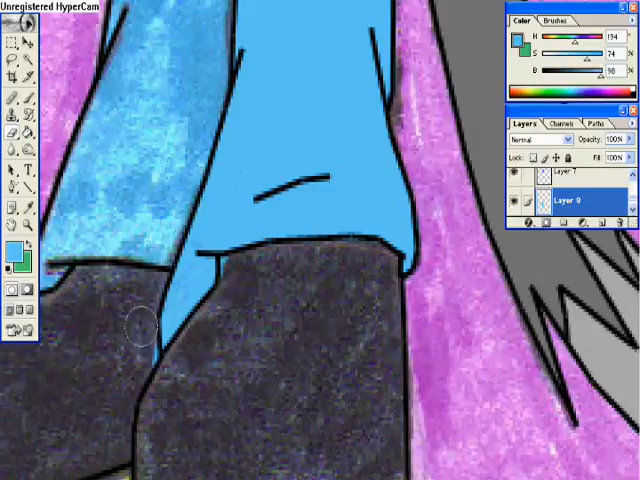 Unregistered HyperCam
Color Brushes
H 194 °
S 74 %
B 98 %
Layers Channels Paths
Normal Opacity: 100%
Lock: Fill: 100%
Layer 7
Layer 8